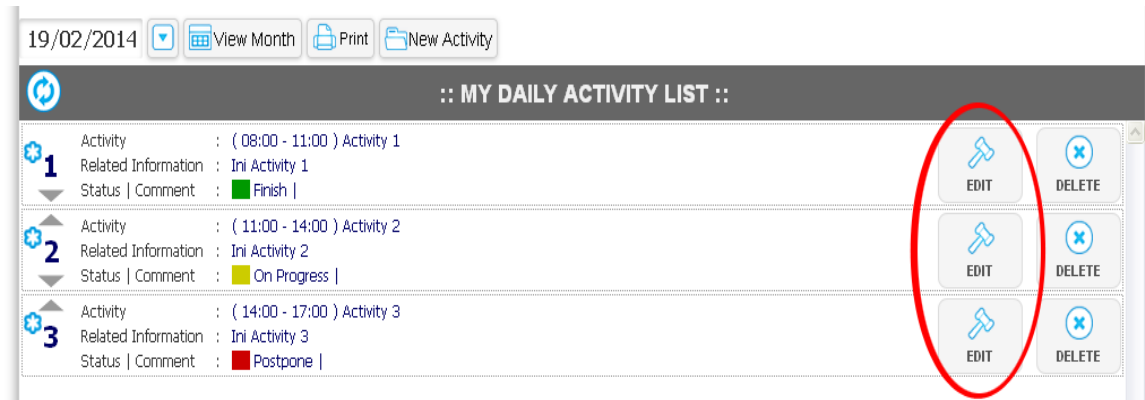 19/02/2014 View Month Print New Activity
:: MY DAILY ACTIVITY LIST ::
1
Activity : ( 08:00 - 11:00 ) Activity 1
Related Information : Ini Activity 1
Status | Comment : Finish |
EDIT DELETE
2
Activity : ( 11:00 - 14:00 ) Activity 2
Related Information : Ini Activity 2
Status | Comment : On Progress |
EDIT DELETE
3
Activity : ( 14:00 - 17:00 ) Activity 3
Related Information : Ini Activity 3
Status | Comment : Postpone |
EDIT DELETE